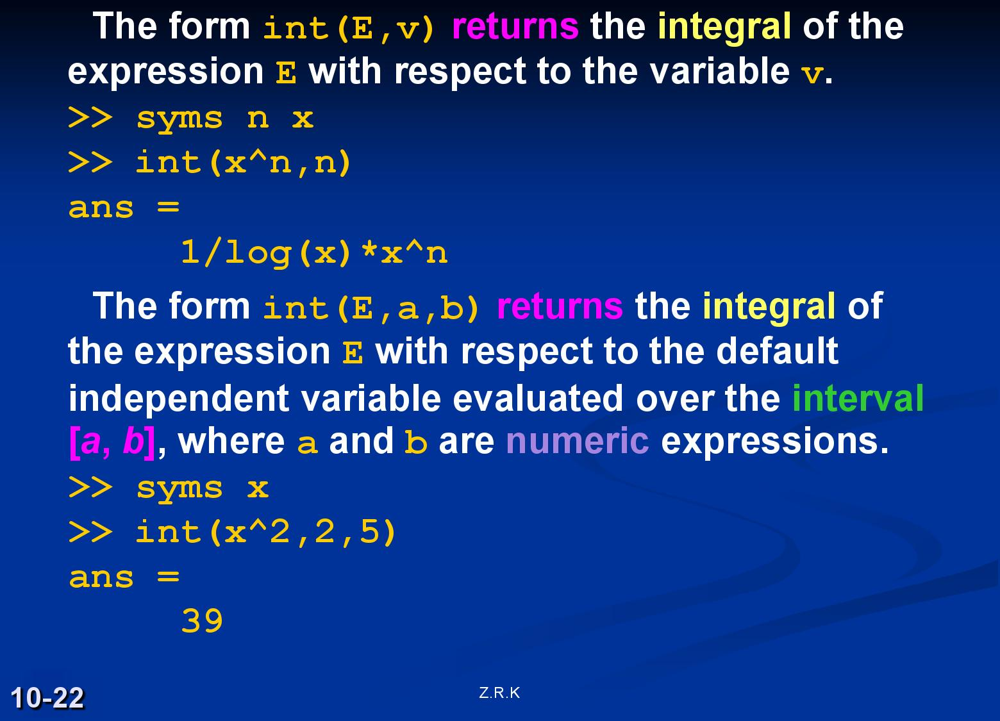 The form int(E,v) returns the integral of the
expression E with respect to the variable v.
>> syms n x
>> int(x^n,n)
ans =
1/log(x)*x^n
The form int(E,a,b) returns the integral of
the expression E with respect to the default
independent variable evaluated over the interval
[a, b], where a and b are numeric expressions.
>> syms x
>> int(x^2,2,5)
ans =
39
10-22
Z.R.K